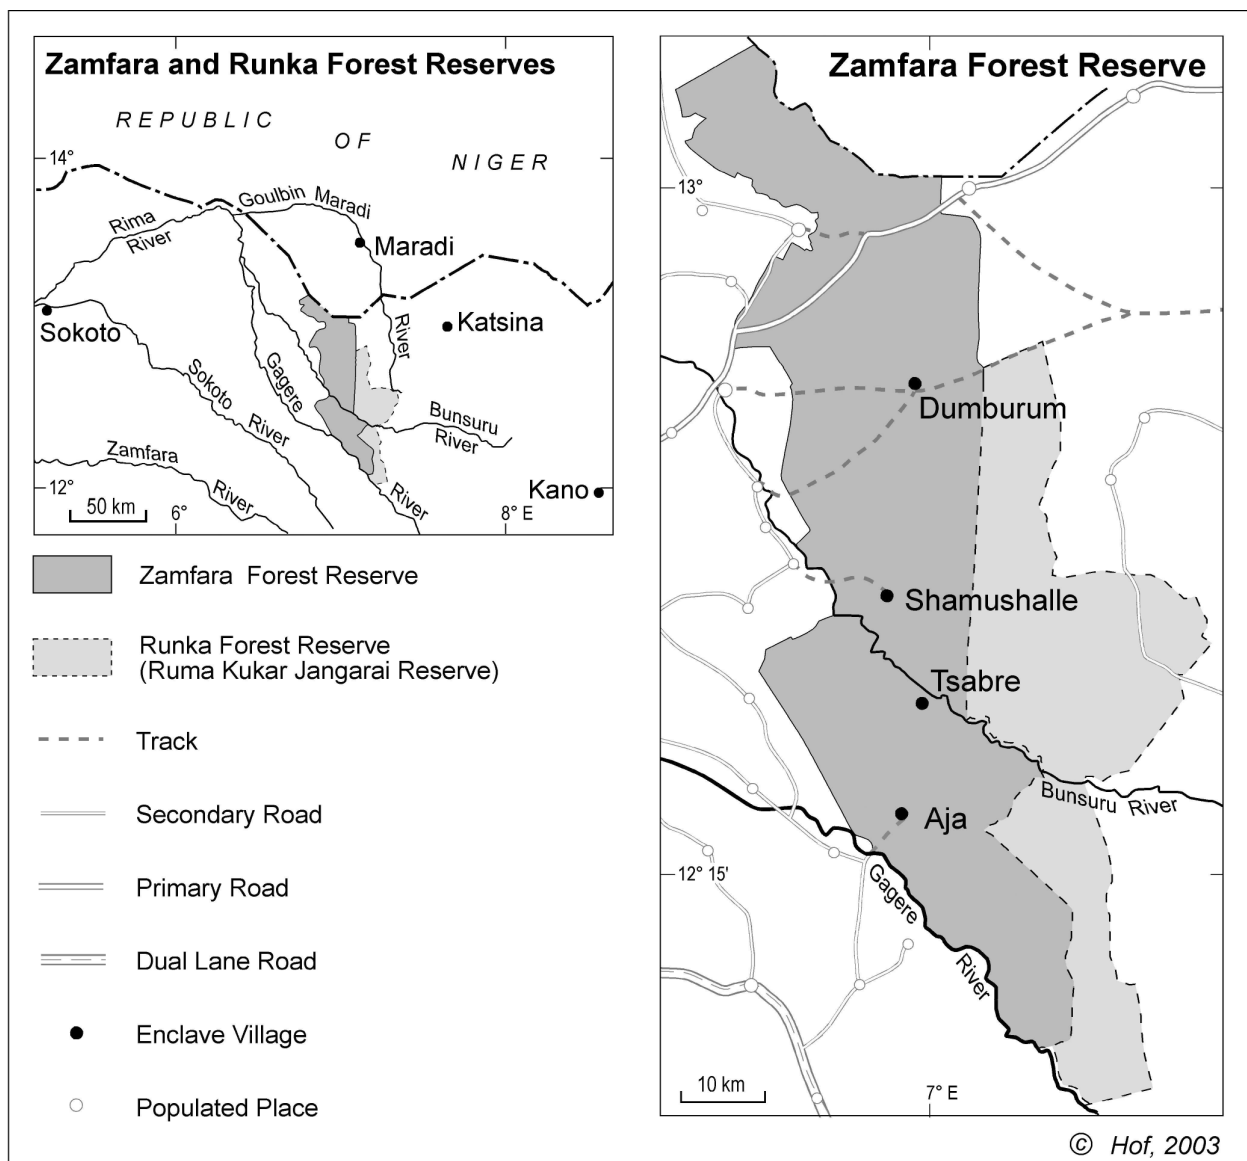 Zamfara and Runka Forest Reserves
REPUBLIC
OF
NIGER
14°
Goulbin Maradi
Rima
River
Maradi
Sokoto
Katsina
River
Gagere
Sokoto
River
Bunsuru
River
Zamfara
River
River
Kano
12°
50 km
6°
8° E
Zamfara Forest Reserve
Runka Forest Reserve
(Ruma Kukar Jangarai Reserve)
Track
Secondary Road
Primary Road
Dual Lane Road
Enclave Village
Populated Place
Zamfara Forest Reserve
13°
Dumburum
Shamushalle
Tsabre
Bunsuru River
Aja
12° 15'
Gagere
River
10 km
7° E
© Hof, 2003